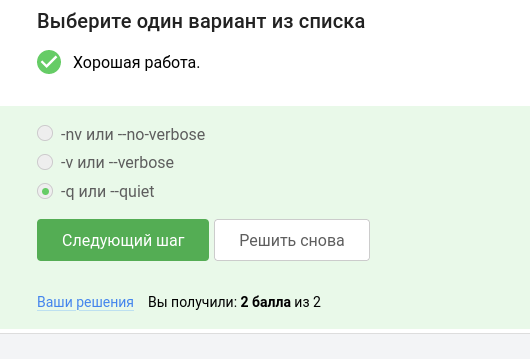 Выберите один вариант из списка
Хорошая работа.
-nv или --no-verbose
-v или --verbose
-q или --quiet
Следующий шаг
Решить снова
Ваши решения Вы получили: 2 балла из 2